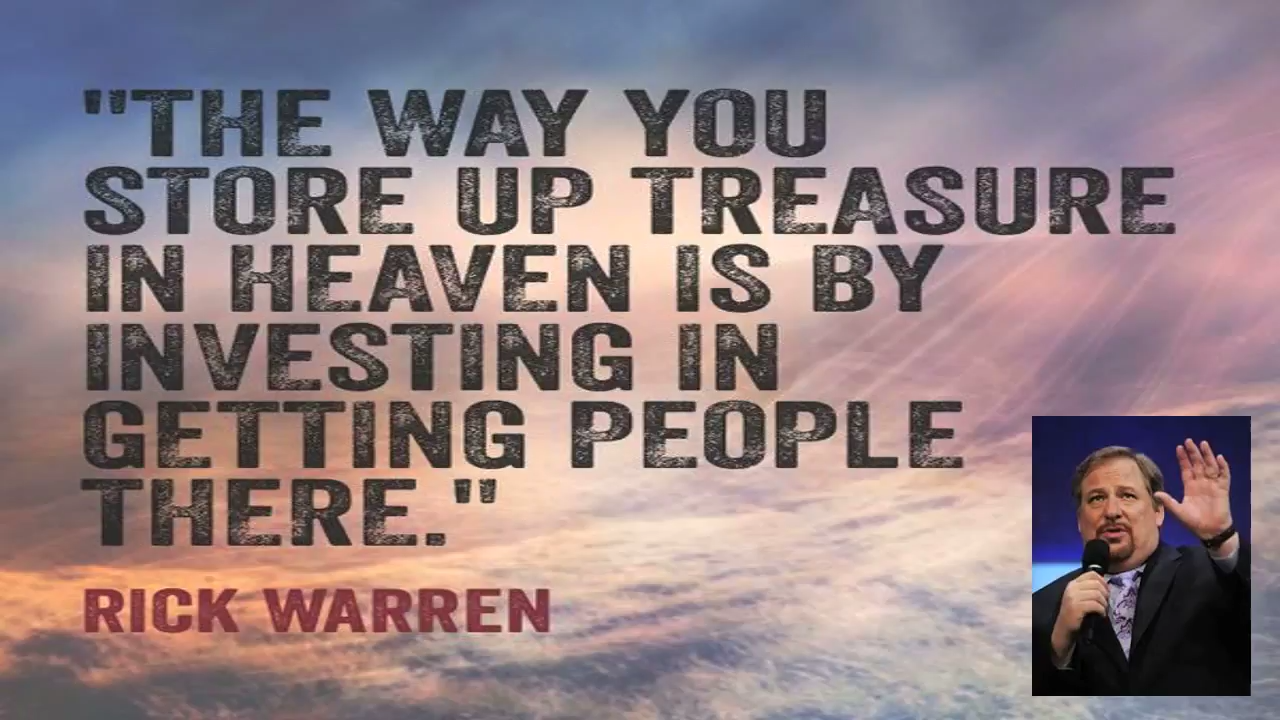 "THE WAY YOU
STORE UP TREASURE
IN HEAVEN IS BY
INVESTING IN
GETTING PEOPLE
THERE."
RICK WARREN